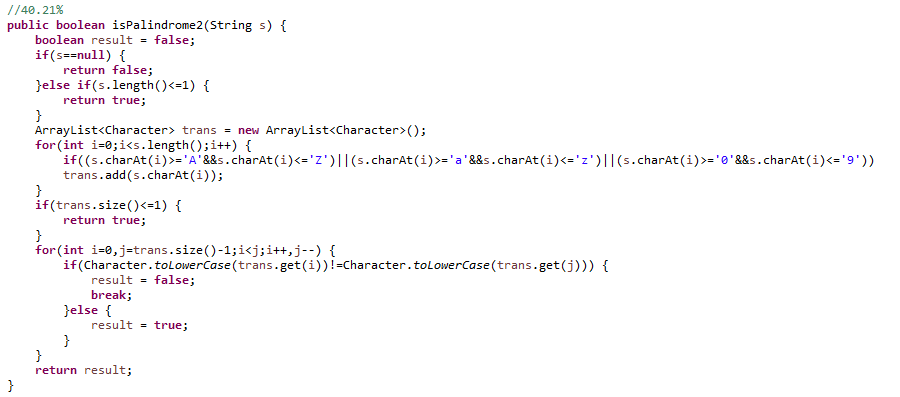 //40.21%
public boolean isPalindrome2(String s) {
    boolean result = false;
    if(s==null) {
        return false;
    }else if(s.length()<=1) {
        return true;
    }
    ArrayList<Character> trans = new ArrayList<Character>();
    for(int i=0;i<s.length();i++) {
        if((s.charAt(i)>='A'&&s.charAt(i)<='Z')||(s.charAt(i)>='a'&&s.charAt(i)<='z')||(s.charAt(i)>='0'&&s.charAt(i)<='9'))
        trans.add(s.charAt(i));
    }
    if(trans.size()<=1) {
        return true;
    }
    for(int i=0,j=trans.size()-1;i<j;i++,j--) {
        if(Character.toLowerCase(trans.get(i))!=Character.toLowerCase(trans.get(j))) {
            result = false;
            break;
        }else {
            result = true;
        }
    }
    return result;
}